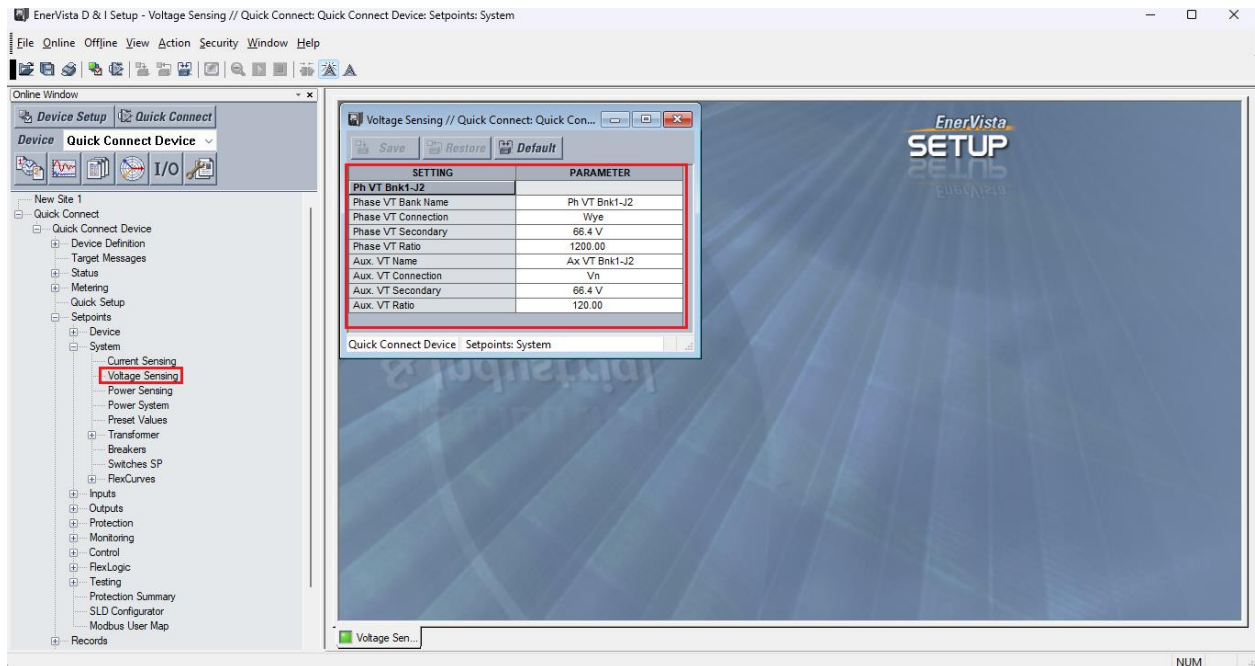 EnerVista D & I Setup - Voltage Sensing // Quick Connect: Quick Connect Device: Setpoints: System
File Online Offline View Action Security Window Help
Online Window
Device Setup Quick Connect
Device Quick Connect Device
I/O
New Site 1
Quick Connect
Quick Connect Device
Device Definition
Target Messages
Status
Metering
Quick Setup
Setpoints
Device
System
Current Sensing
Voltage Sensing
Power Sensing
Power System
Preset Values
Transformer
Breakers
Switches SP
FlexCurves
Inputs
Outputs
Protection
Monitoring
Control
FlexLogic
Testing
Protection Summary
SLD Configurator
Modbus User Map
Records
Voltage Sensing // Quick Connect: Quick Con...
Save Restore Default
SETTING PARAMETER
Ph VT Bnk1-J2
Phase VT Bank Name Ph VT Bnk1-J2
Phase VT Connection Wye
Phase VT Secondary 66.4 V
Phase VT Ratio 1200.00
Aux. VT Name Ax VT Bnk1-J2
Aux. VT Connection Vn
Aux. VT Secondary 66.4 V
Aux. VT Ratio 120.00
Quick Connect Device Setpoints: System
EnerVista
SETUP
& Industrial
Voltage Sen...
NUM